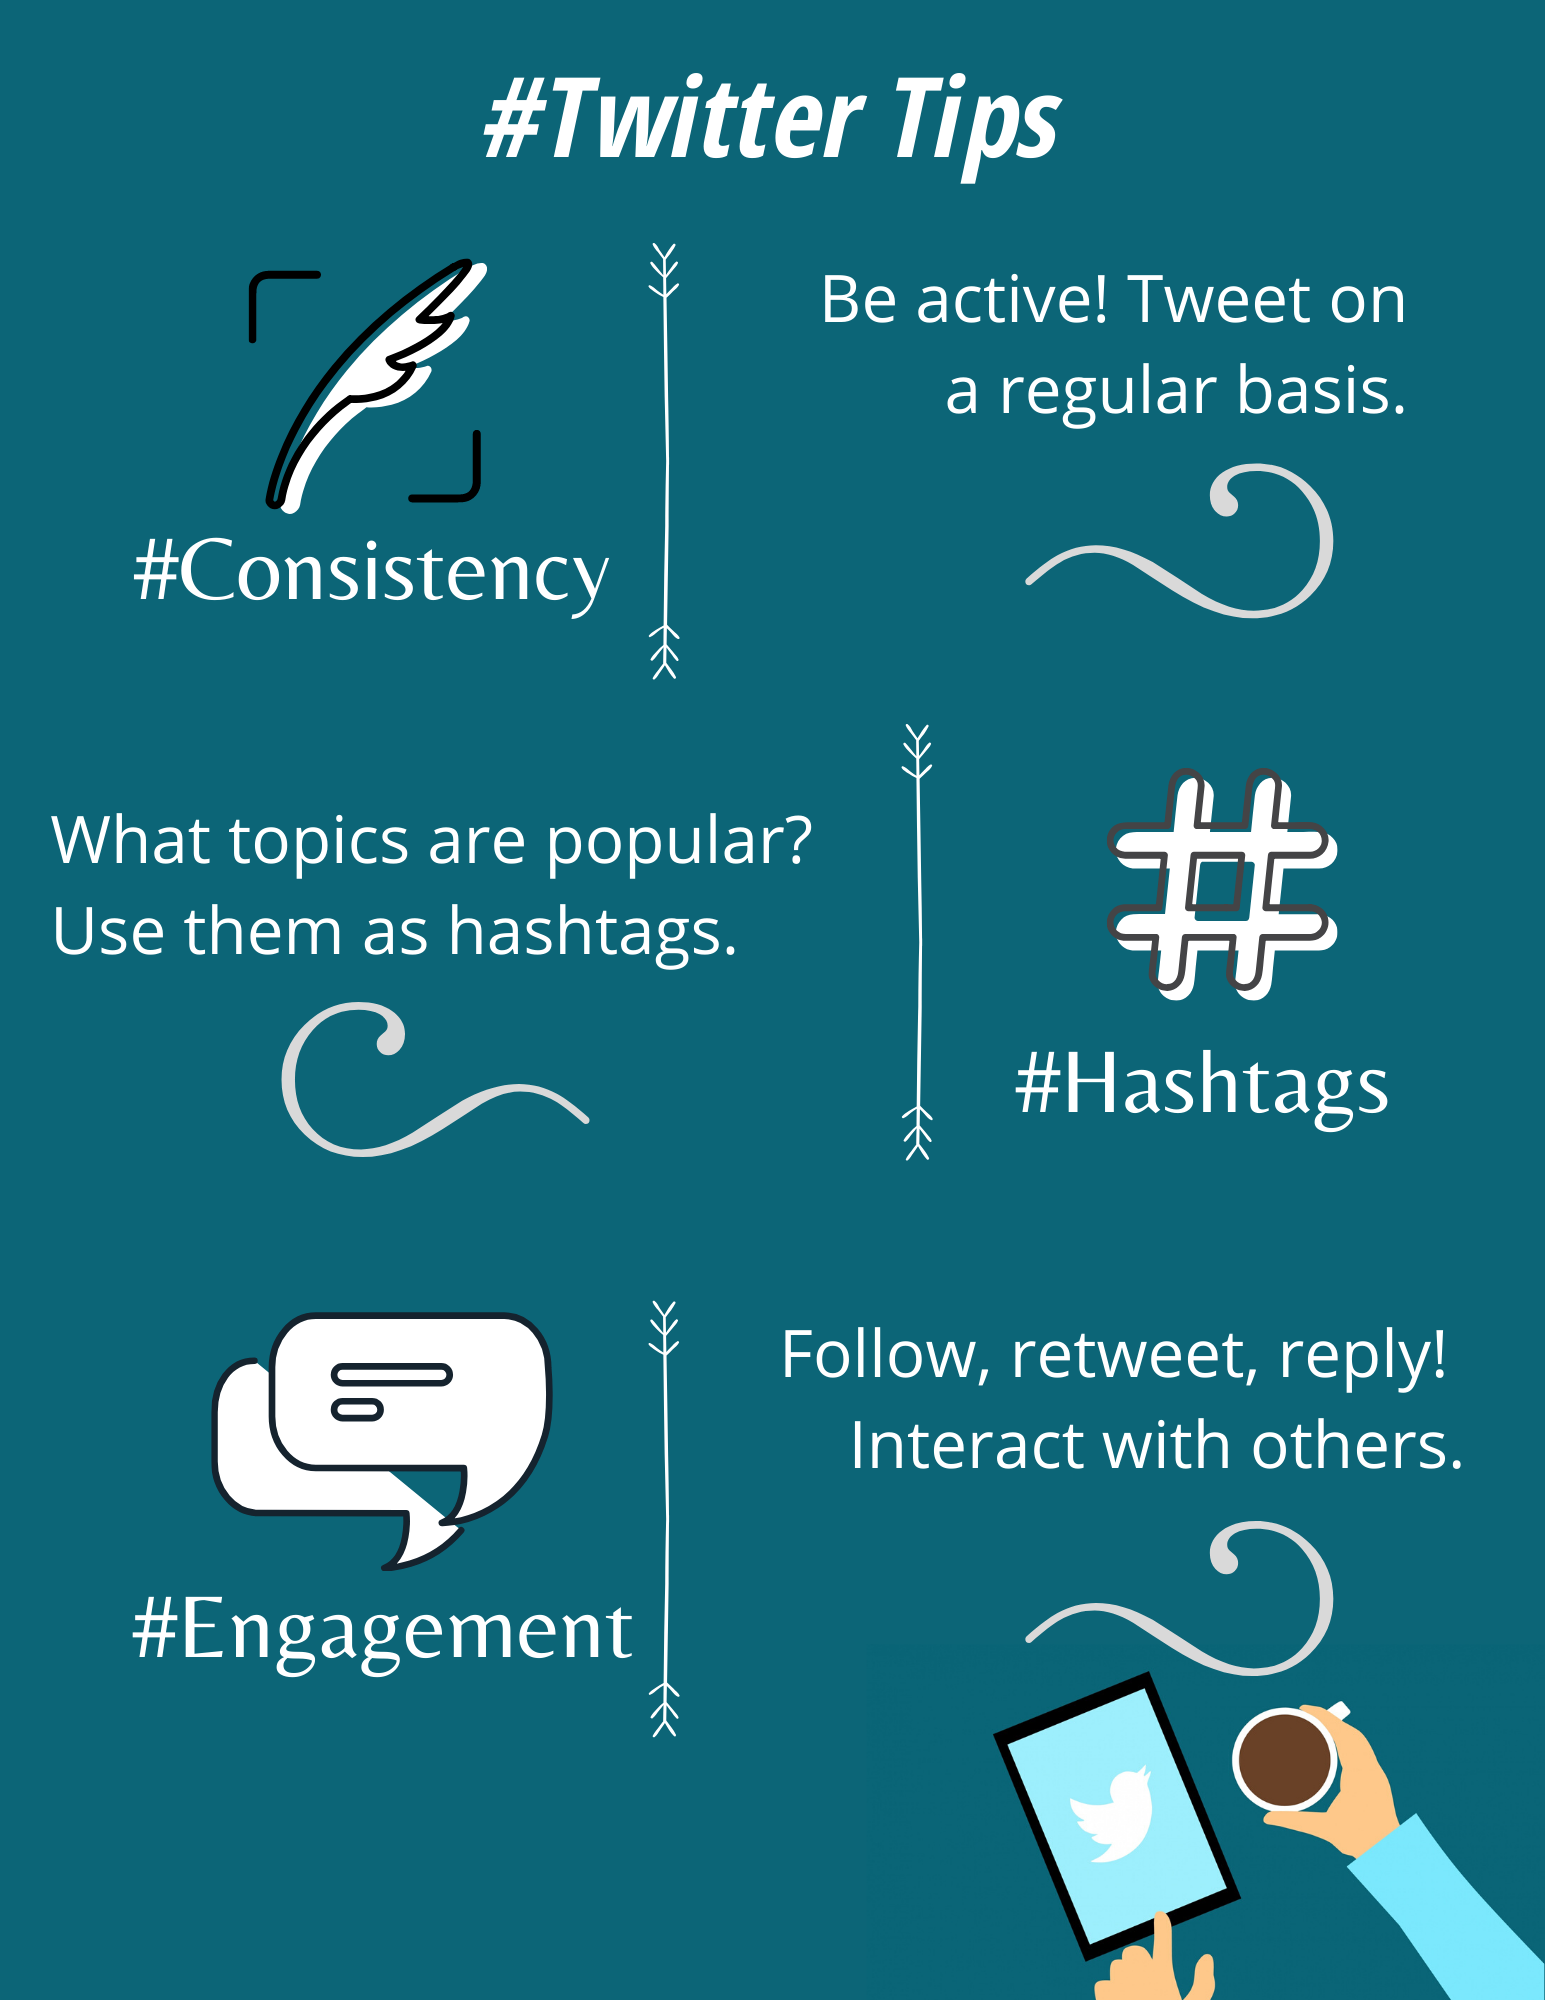 #Twitter Tips
Be active! Tweet on
a regular basis.
#Consistency
What topics are popular?
Use them as hashtags.
#Hashtags
Follow, retweet, reply!
Interact with others.
#Engagement